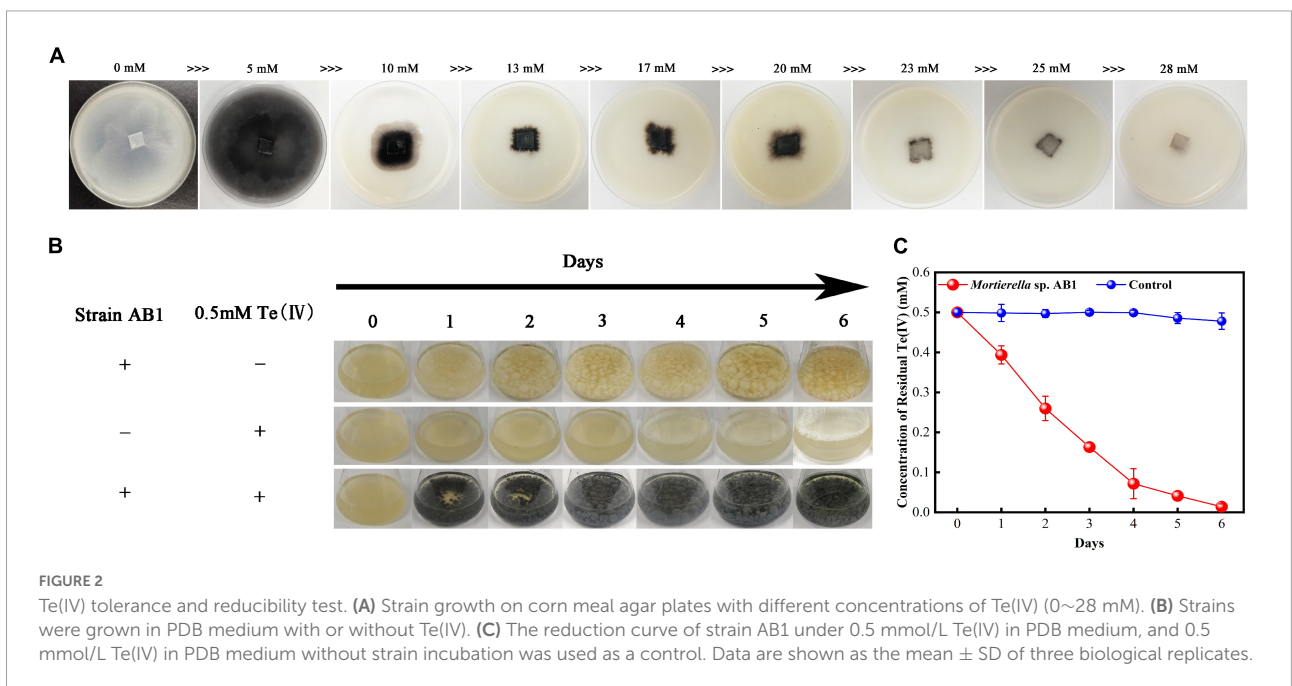 A
0 mM >>> 5 mM >>> 10 mM >>> 13 mM >>> 17 mM >>> 20 mM >>> 23 mM >>> 25 mM >>> 28 mM
B
Days
Strain AB1 0.5mM Te(IV) 0 1 2 3 4 5 6
+ −
− +
+ +
C
Mortierella sp. AB1 Control
Concentration of Residual Te(IV) (mM)
0.6
0.5
0.4
0.3
0.2
0.1
0.0
0 1 2 3 4 5 6
Days
FIGURE 2
Te(IV) tolerance and reducibility test. (A) Strain growth on corn meal agar plates with different concentrations of Te(IV) (0~28 mM). (B) Strains
were grown in PDB medium with or without Te(IV). (C) The reduction curve of strain AB1 under 0.5 mmol/L Te(IV) in PDB medium, and 0.5
mmol/L Te(IV) in PDB medium without strain incubation was used as a control. Data are shown as the mean ± SD of three biological replicates.